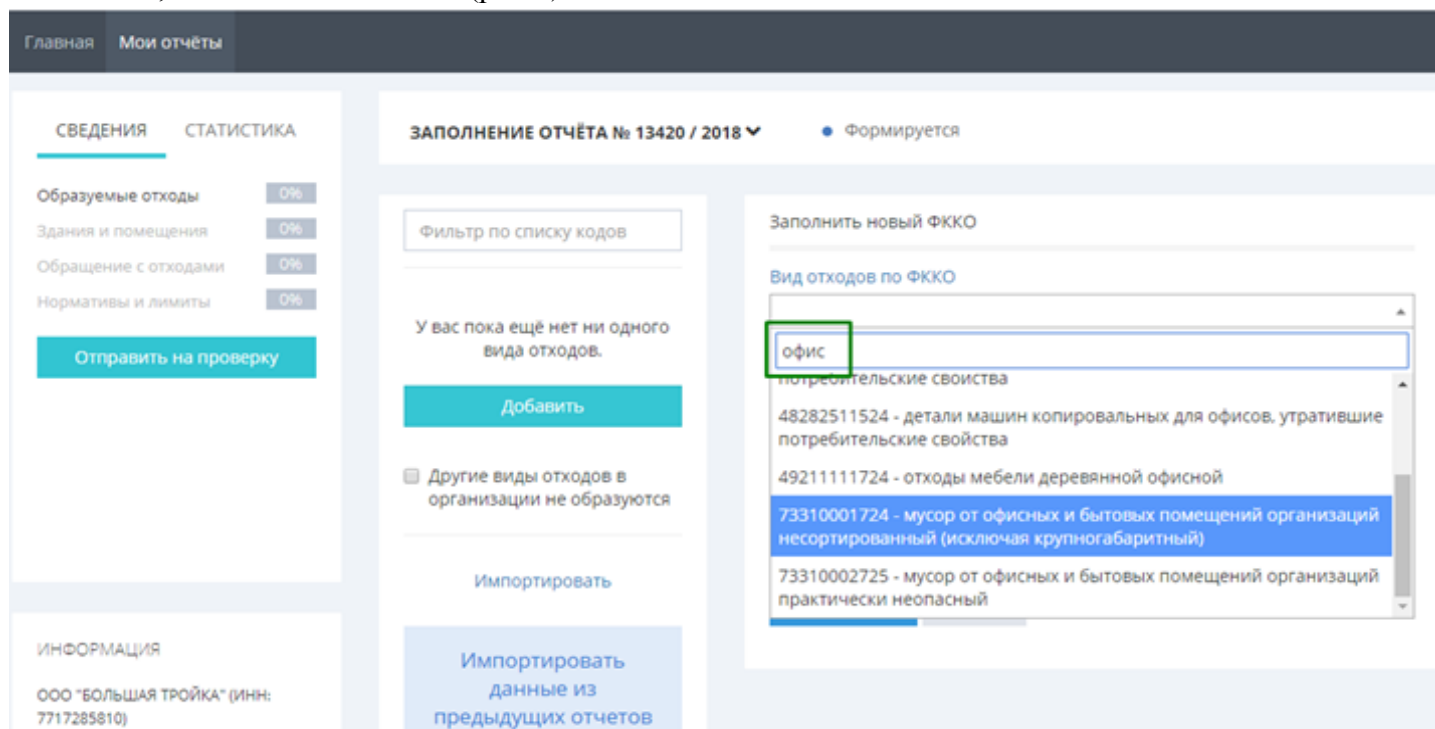 Главная Мои отчёты
СВЕДЕНИЯ СТАТИСТИКА
Образуемые отходы 0%
Здания и помещения 0%
Обращение с отходами 0%
Нормативы и лимиты 0%
Отправить на проверку
ИНФОРМАЦИЯ
ООО "БОЛЬШАЯ ТРОЙКА" (ИНН:
7717285810)
ЗАПОЛНЕНИЕ ОТЧЁТА № 13420 / 2018
Формируется
Фильтр по списку кодов
У вас пока ещё нет ни одного
вида отходов.
Добавить
Другие виды отходов в
организации не образуются
Импортировать
Импортировать
данные из
предыдущих отчетов
Заполнить новый ФККО
Вид отходов по ФККО
офис
потребительские свойства
48282511524 - детали машин копировальных для офисов, утратившие
потребительские свойства
49211111724 - отходы мебели деревянной офисной
73310001724 - мусор от офисных и бытовых помещений организаций
несортированный (исключая крупногабаритный)
73310002725 - мусор от офисных и бытовых помещений организаций
практически неопасный